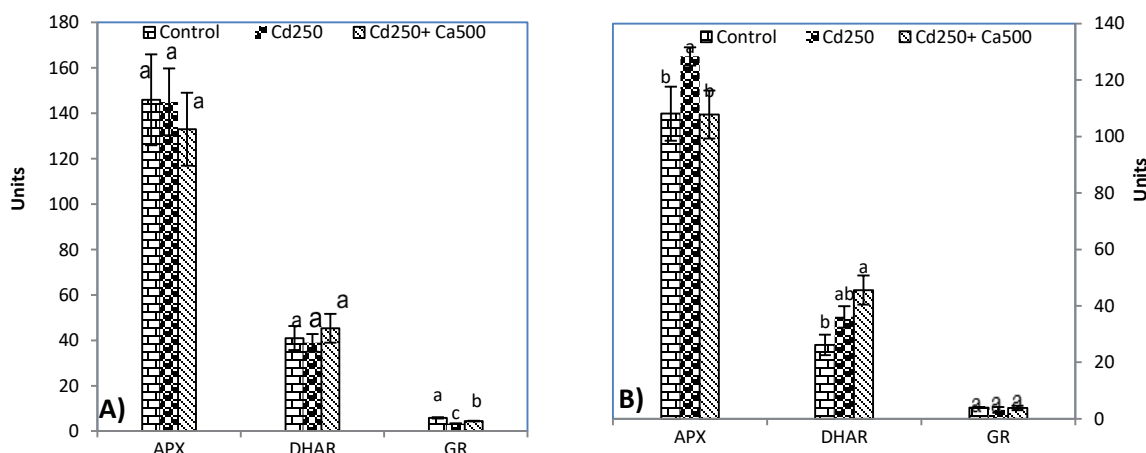 180
160
140
120
100
80
60
40
20
0
Units
Control Cd250 Cd250+ Ca500
a a a
a a a
a c b
A)
APX DHAR GR
140
120
100
80
60
40
20
0
Units
Control Cd250 Cd250+ Ca500
b a b
b ab a
a a a
B)
APX DHAR GR